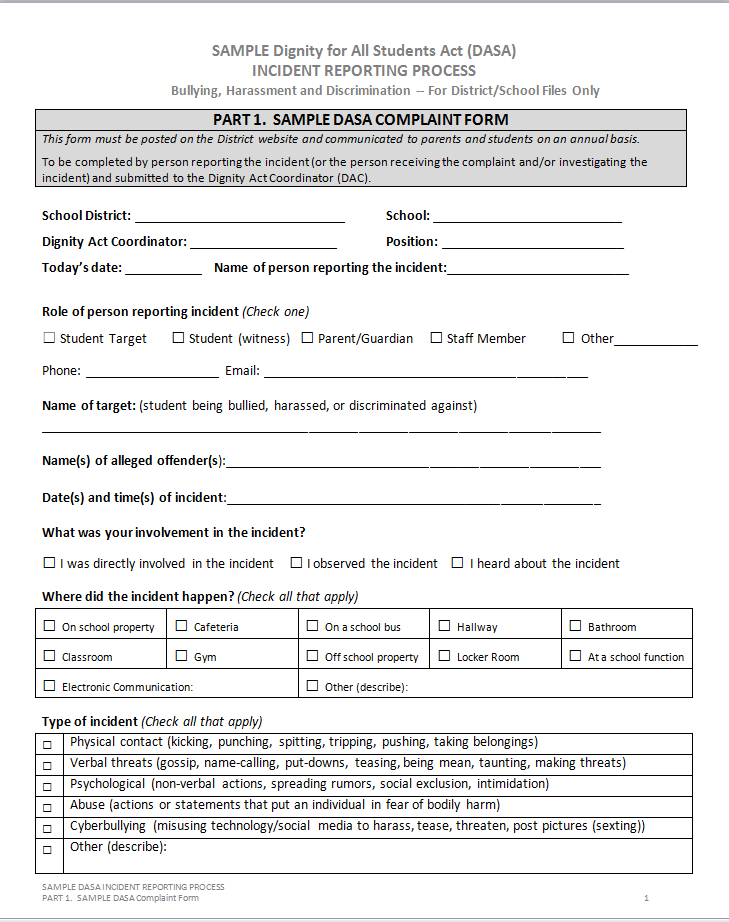 SAMPLE Dignity for All Students Act (DASA)
INCIDENT REPORTING PROCESS
Bullying, Harassment and Discrimination -- For District/School Files Only
PART 1. SAMPLE DASA COMPLAINT FORM
This form must be posted on the District website and communicated to parents and students on an annual basis.
To be completed by person reporting the incident (or the person receiving the complaint and/or investigating the
incident) and submitted to the Dignity Act Coordinator (DAC).
School District: ______________________________ School: ___________________________
Dignity Act Coordinator: _____________________ Position: __________________________
Today's date: ___________ Name of person reporting the incident:__________________________
Role of person reporting incident (Check one)
☐ Student Target ☐ Student (witness) ☐ Parent/Guardian ☐ Staff Member ☐ Other____________
Phone: ___________________ Email: ______________________________________________
Name of target: (student being bullied, harassed, or discriminated against)
________________________________________________________________________________
Name(s) of alleged offender(s):______________________________________________________
Date(s) and time(s) of incident:_____________________________________________________
What was your involvement in the incident?
☐ I was directly involved in the incident ☐ I observed the incident ☐ I heard about the incident
Where did the incident happen? (Check all that apply)
☐ On school property ☐ Cafeteria ☐ On a school bus ☐ Hallway ☐ Bathroom
☐ Classroom ☐ Gym ☐ Off school property ☐ Locker Room ☐ At a school function
☐ Electronic Communication: ☐ Other (describe):
Type of incident (Check all that apply)
☐ Physical contact (kicking, punching, spitting, tripping, pushing, taking belongings)
☐ Verbal threats (gossip, name-calling, put-downs, teasing, being mean, taunting, making threats)
☐ Psychological (non-verbal actions, spreading rumors, social exclusion, intimidation)
☐ Abuse (actions or statements that put an individual in fear of bodily harm)
☐ Cyberbullying (misusing technology/social media to harass, tease, threaten, post pictures (sexting))
☐ Other (describe):
SAMPLE DASA INCIDENT REPORTING PROCESS
PART 1. SAMPLE DASA Complaint Form 1